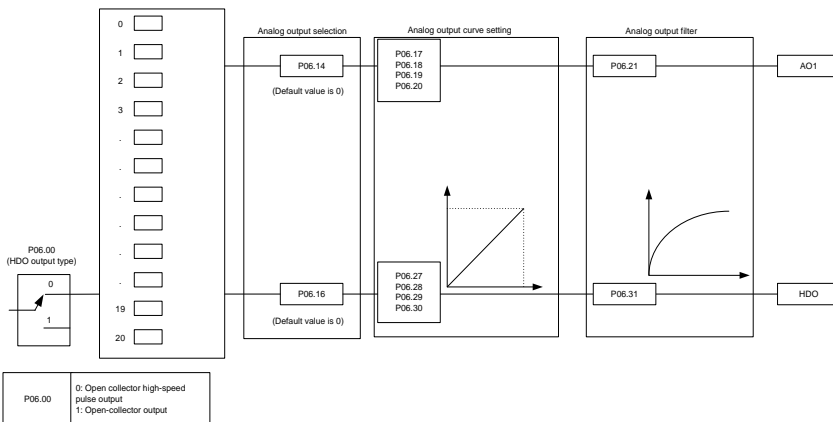 0
1
2
3
.
.
.
.
.
.
19
20
Analog output selection
P06.14
(Default value is 0)
P06.16
(Default value is 0)
Analog output curve setting
P06.17
P06.18
P06.19
P06.20
P06.27
P06.28
P06.29
P06.30
Analog output filter
P06.21
P06.31
AO1
HDO
P06.00
(HDO output type)
0
1
P06.00
0: Open collector high-speed
pulse output
1: Open-collector output